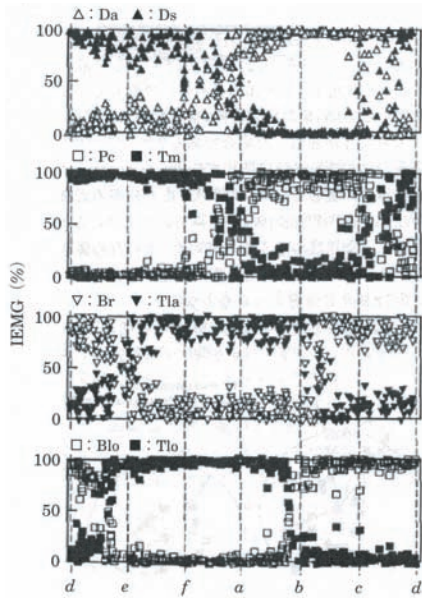 △ : Da ▲ : Ds
100
50
0
□ : Pc ■ : Tm
100
50
0
▽ : Br ▼ : Tla
100
50
0
□ : Blo ■ : Tlo
100
50
0
IEMG (%)
d e f a b c d